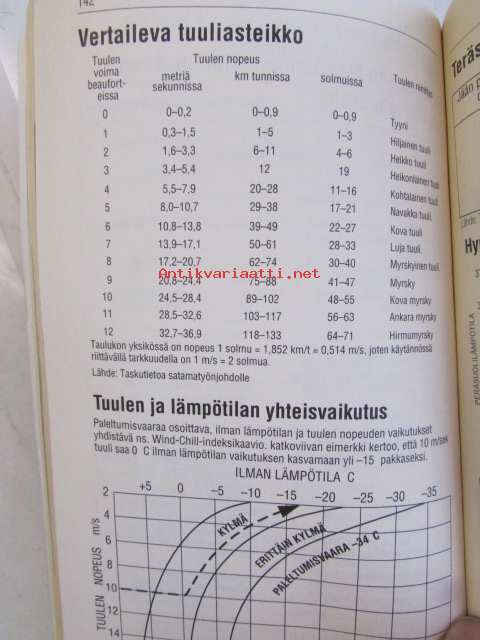 142
Vertaileva tuuliasteikko
Tuulen voima beaufort-eissa Tuulen nopeus
metriä sekunnissa km tunnissa solmuissa Tuulen nimitys
0 0–0,2 0–0,9 0–0,9 Tyyni
1 0,3–1,5 1–5 1–3 Hiljainen tuuli
2 1,6–3,3 6–11 4–6 Heikko tuuli
3 3,4–5,4 12 19 Heikonlainen tuuli
4 5,5–7,9 20–28 11–16 Kohtalainen tuuli
5 8,0–10,7 29–38 17–21 Navakka tuuli.
6 10,8–13,8 39–49 22–27 Kova tuuli
7 13,9–17,1 50–61 28–33 Luja tuuli.
8 17,2–20,7 62–74 30–40 Myrskyinen tuuli
9 20,8–24,4 75–88 41–47 Myrsky
10 24,5–28,4 89–102 48–55 Kova myrsky
11 28,5–32,6 103–117 56–63 Ankara myrsky
12 32,7–36,9 118–133 64–71 Hirmumyrsky
Antikvariaatti.net
Taulukon yksikössä on nopeus 1 solmu = 1,852 km/t = 0,514 m/s, joten käytännössä
riittävällä tarkkuudella on 1 m/s = 2 solmua.
Lähde: Taskutietoa satamatyönjohdolle
Tuulen ja lämpötilan yhteisvaikutus
Paleltumisvaaraa osoittava, ilman lämpötilan ja tuulen nopeuden vaikutukset
yhdistävä ns. Wind-Chill-indeksikaavio. katkoviivan eimerkki kertoo, että 10 m/sek
tuuli saa 0 C ilman lämpötilan vaikutuksen kasvamaan yli –15 pakkaseksi.
ILMAN LÄMPÖTILA C
+5 0 –5 –10 –15 –20 –25 –30 –35
2
4
6
8
10
12
14
TUULEN NOPEUS m/s
KYLMÄ
ERITTÄIN KYLMÄ
PALELTUMISVAARA –34 C
Teräs
Jään p
Lähde:
Hy
PERÄSUOLILÄMPÖTILA